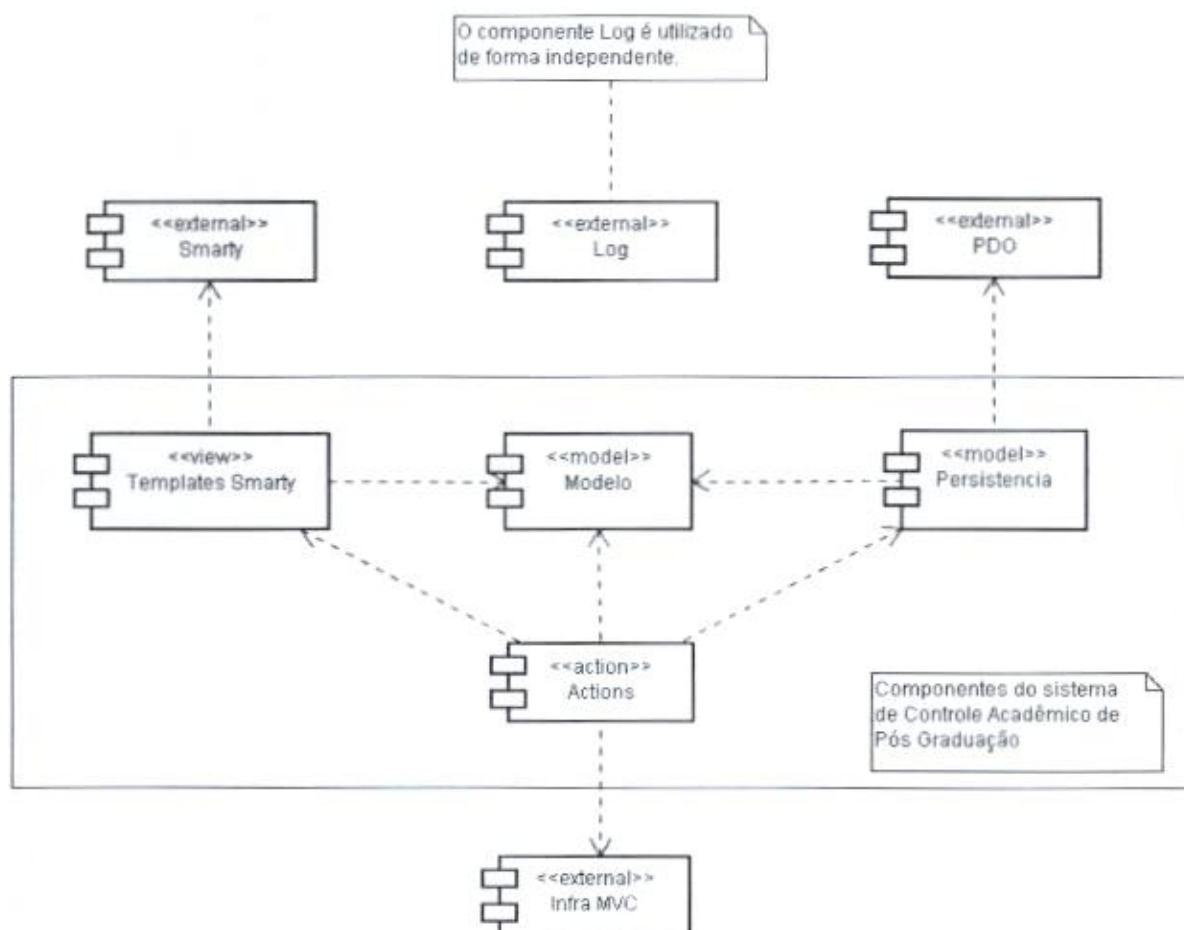 O componente Log é utilizado
de forma independente.
<<external>>
Smarty
<<external>>
Log
<<external>>
PDO
<<view>>
Templates Smarty
<<model>>
Modelo
<<model>>
Persistencia
<<action>>
Actions
Componentes do sistema
de Controle Acadêmico de
Pós Graduação
<<external>>
Infra MVC